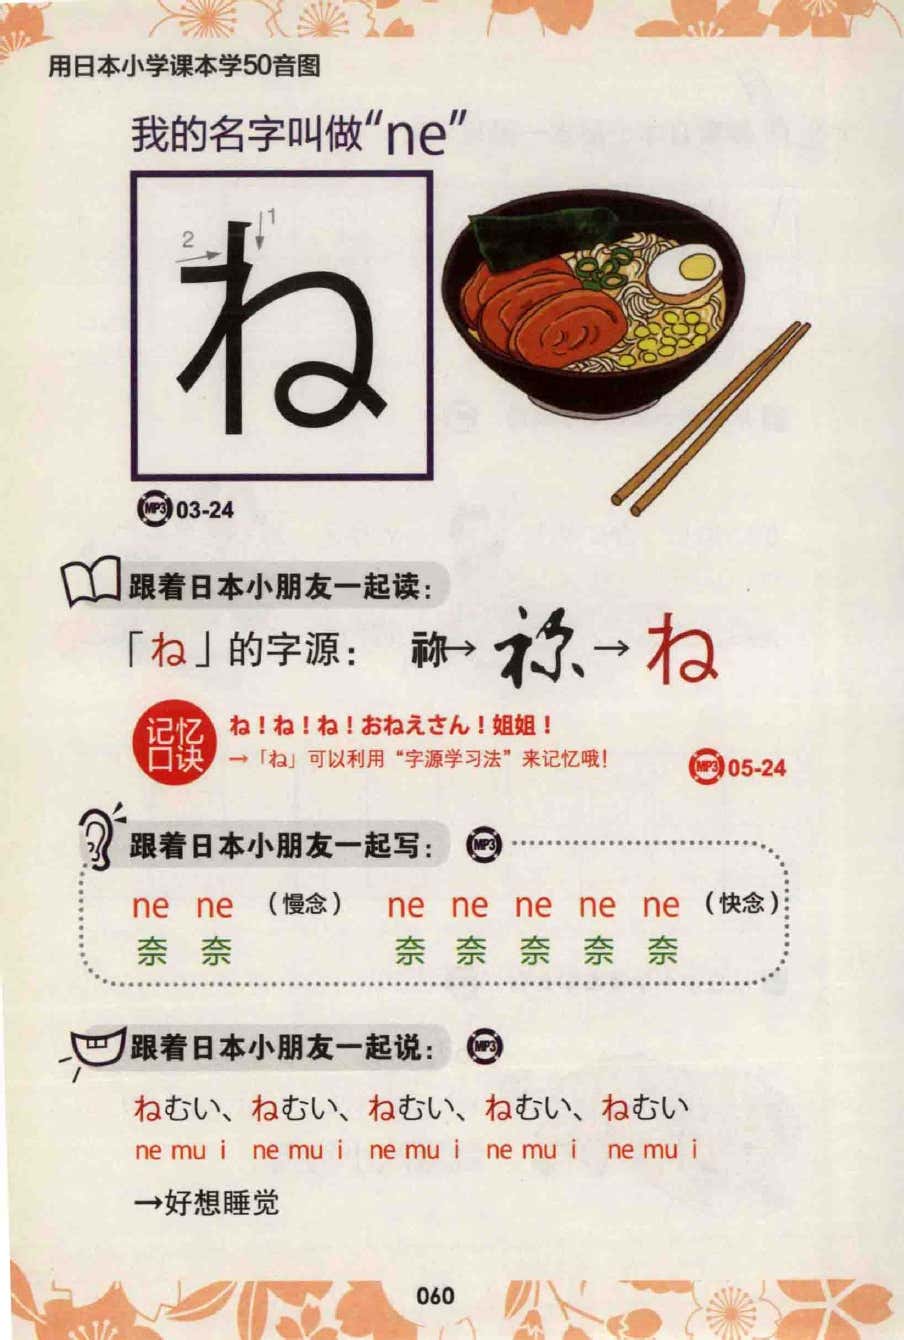 用日本小学课本学50音图
我的名字叫做“ne”
1
2
ね
MP3 03-24
跟着日本小朋友一起读：
「ね」的字源： 祢→祢→ね
记忆口诀
ね！ね！ね！おねえさん！姐姐！
→「ね」可以利用“字源学习法”来记忆哦！
MP3 05-24
跟着日本小朋友一起写： MP3
ne ne （慢念） ne ne ne ne ne （快念）
奈 奈 奈 奈 奈 奈 奈
跟着日本小朋友一起说： MP3
ねむい、ねむい、ねむい、ねむい、ねむい
ne mu i ne mu i ne mu i ne mu i ne mu i
→好想睡觉
060